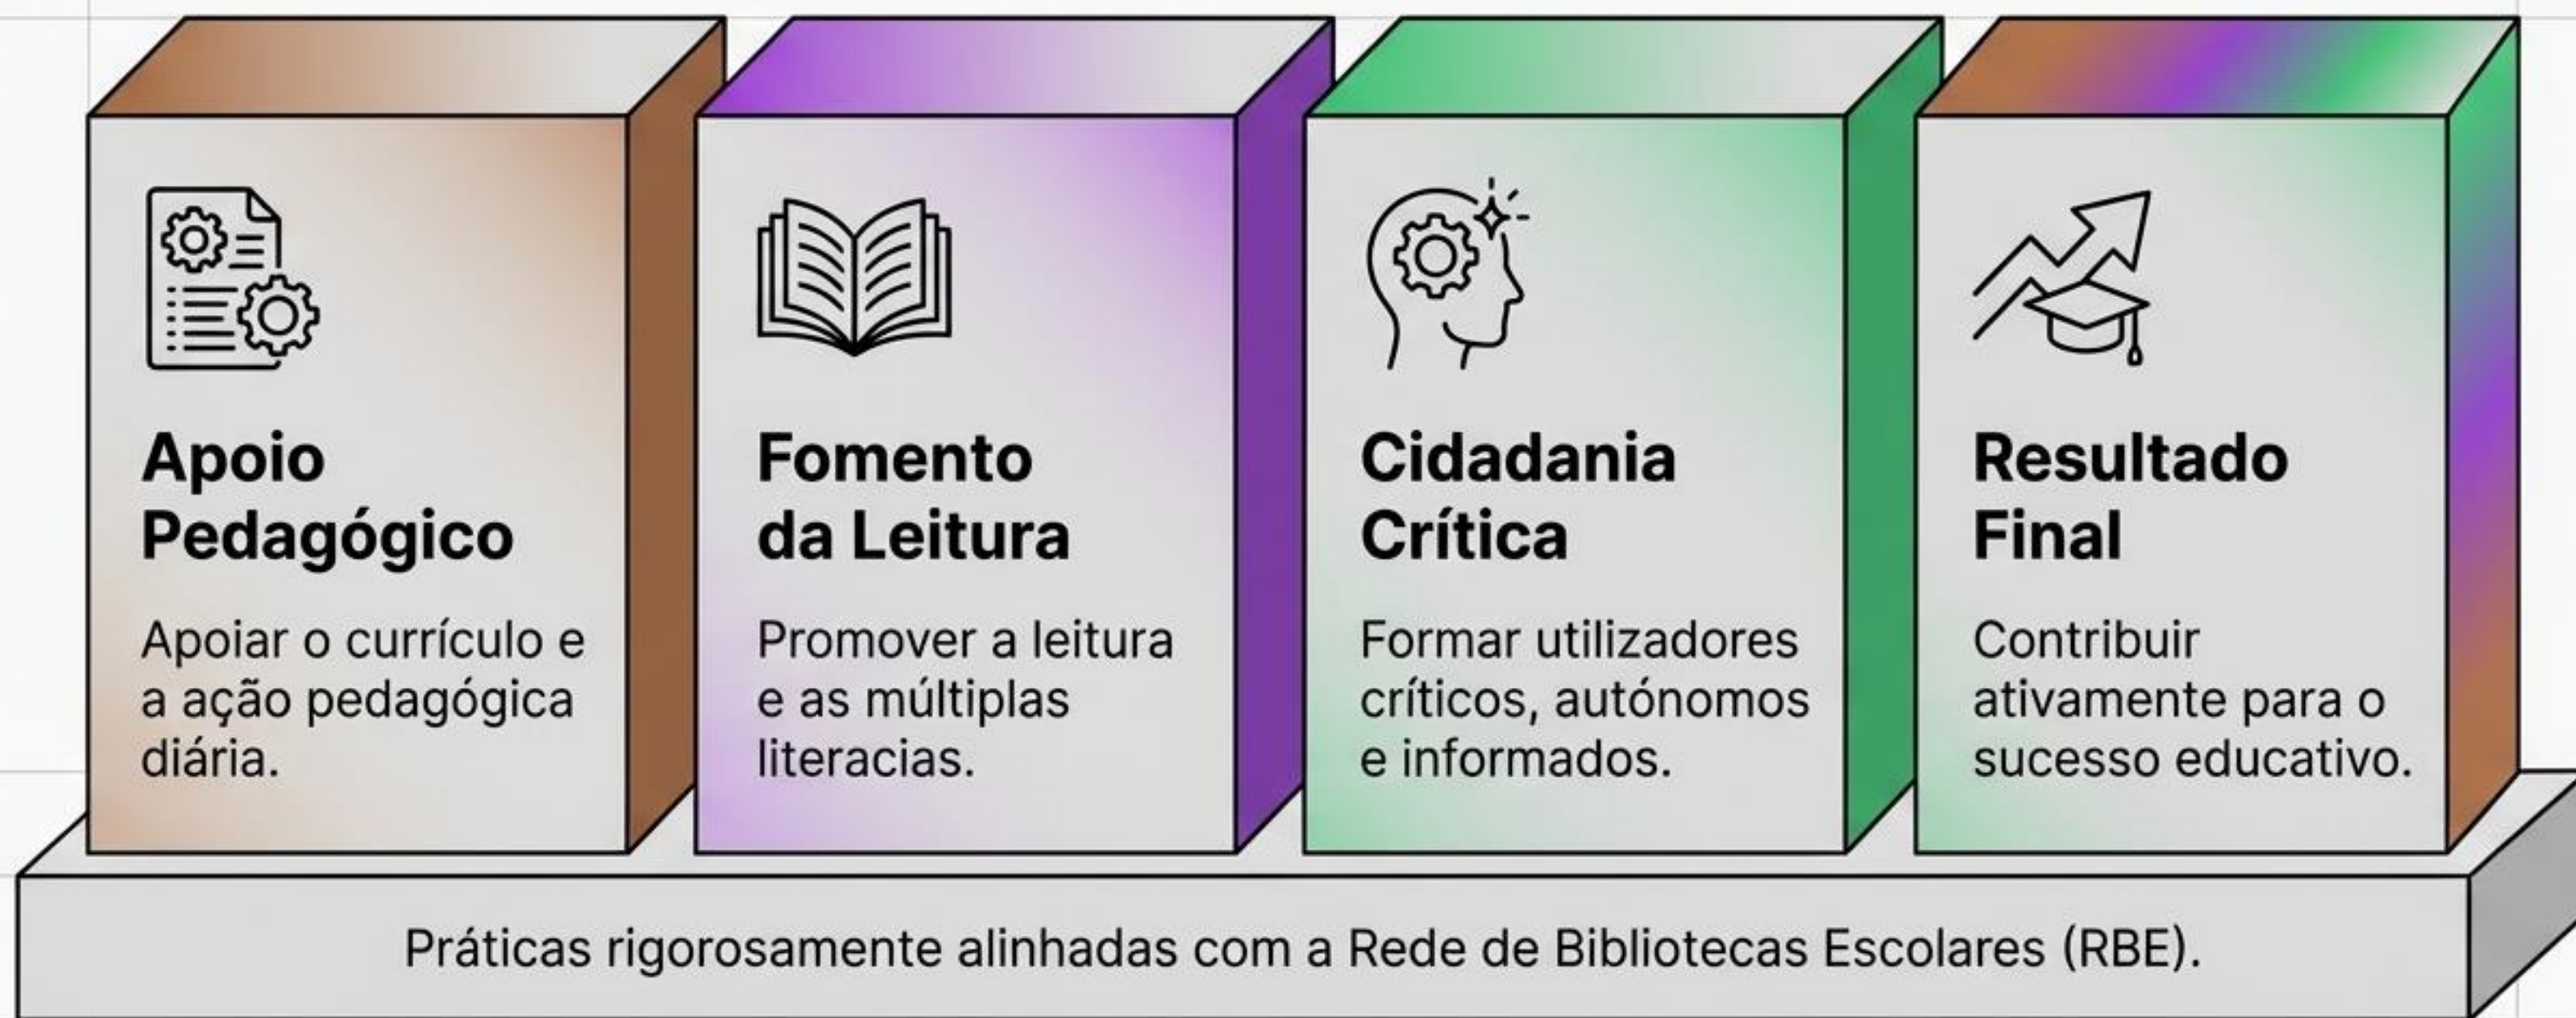 Apoio
Pedagógico
Apoiar o currículo e
a ação pedagógica
diária.
Fomento
da Leitura
Promover a leitura
e as múltiplas
literacias.
Cidadania
Crítica
Formar utilizadores
críticos, autónomos
e informados.
Resultado
Final
Contribuir
ativamente para o
sucesso educativo.
Práticas rigorosamente alinhadas com a Rede de Bibliotecas Escolares (RBE).